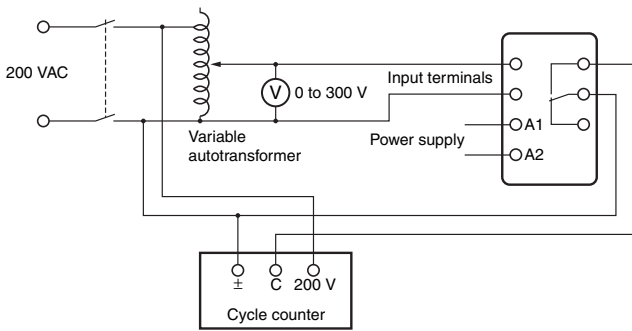 200 VAC
V
0 to 300 V
Variable
autotransformer
Input terminals
Power supply
A1
A2
± C 200 V
Cycle counter